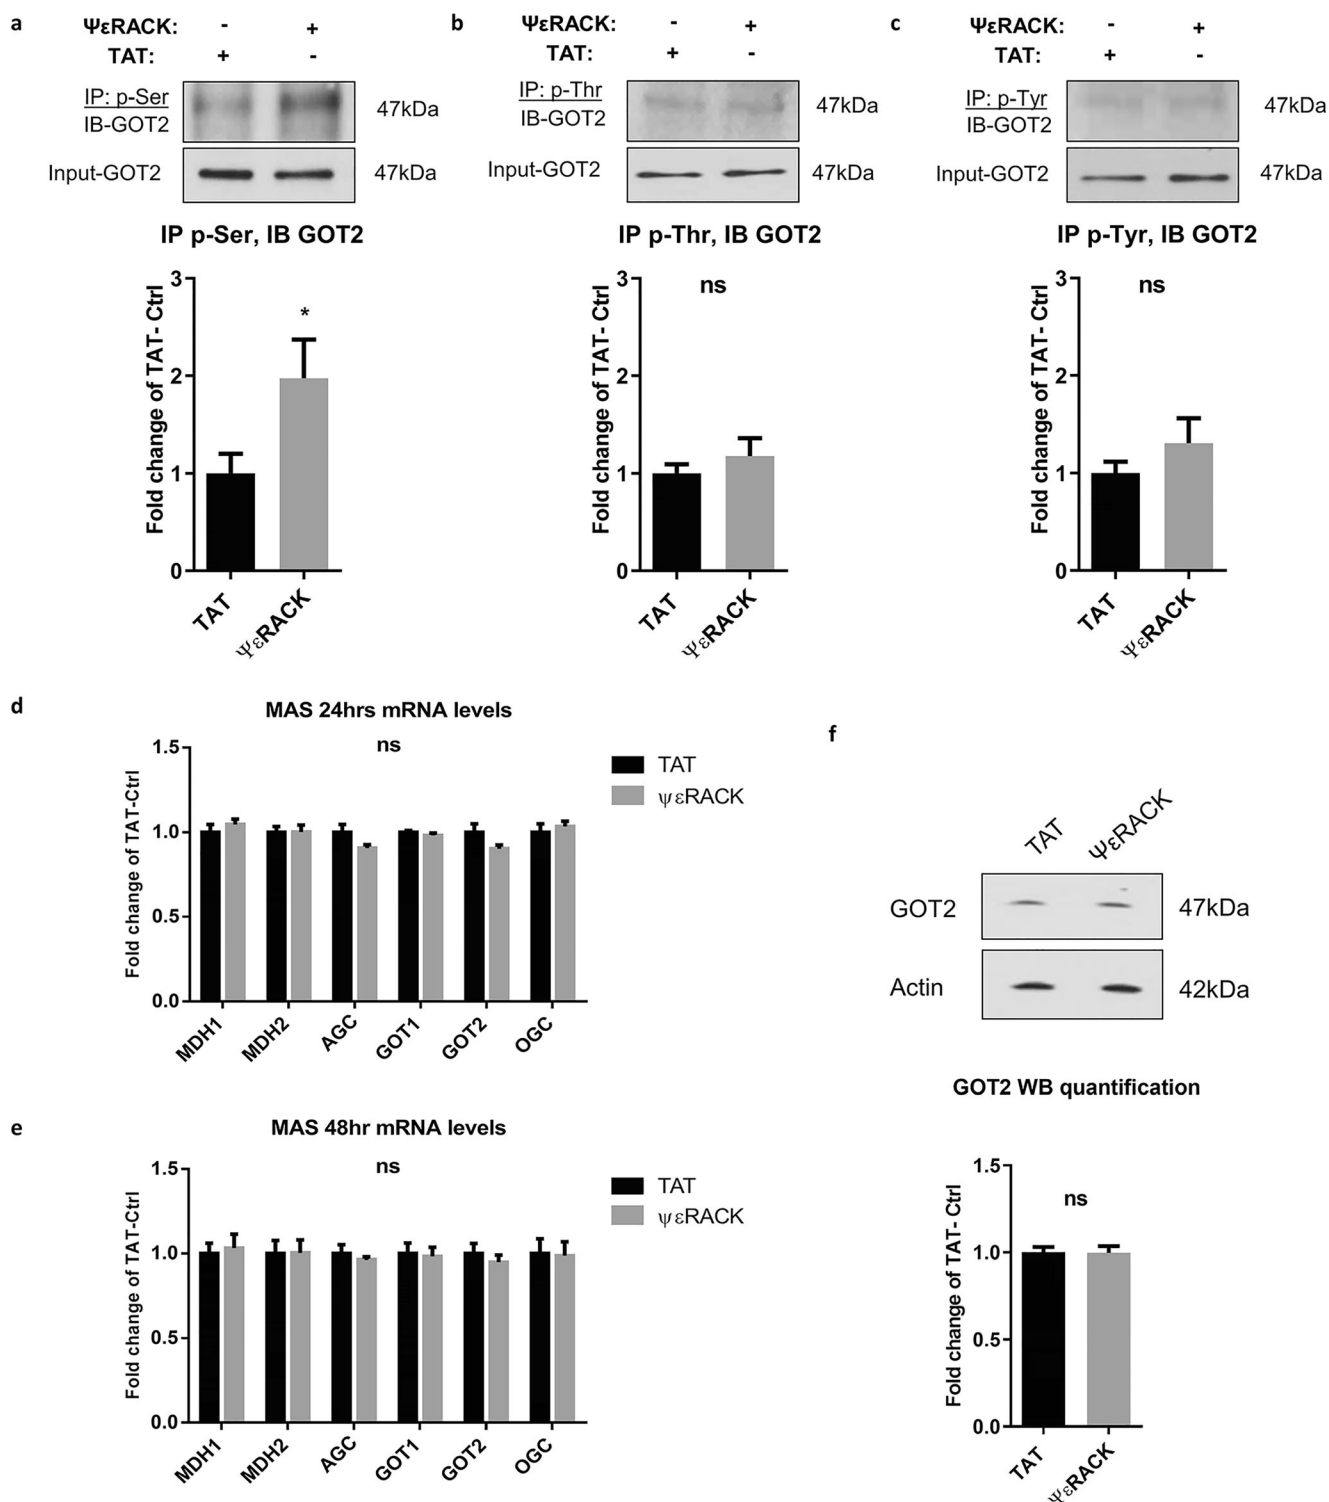 a
ΨεRACK: - +
TAT: + -
IP: p-Ser
IB-GOT2
47kDa
Input-GOT2
47kDa
IP p-Ser, IB GOT2
Fold change of TAT- Ctrl
3
2
1
0
*
TAT
ΨεRACK
b
ΨεRACK: - +
TAT: + -
IP: p-Thr
IB-GOT2
47kDa
Input-GOT2
47kDa
IP p-Thr, IB GOT2
ns
Fold change of TAT- Ctrl
3
2
1
0
TAT
ΨεRACK
c
ΨεRACK: - +
TAT: + -
IP: p-Tyr
IB-GOT2
47kDa
Input-GOT2
47kDa
IP p-Tyr, IB GOT2
ns
Fold change of TAT- Ctrl
3
2
1
0
TAT
ΨεRACK
d
MAS 24hrs mRNA levels
ns
Fold change of TAT-Ctrl
1.5
1.0
0.5
0.0
MDH1
MDH2
AGC
GOT1
GOT2
OGC
TAT
ψεRACK
e
MAS 48hr mRNA levels
ns
Fold change of TAT-Ctrl
1.5
1.0
0.5
0.0
MDH1
MDH2
AGC
GOT1
GOT2
OGC
TAT
ψεRACK
f
TAT
ΨεRACK
GOT2
47kDa
Actin
42kDa
GOT2 WB quantification
ns
Fold change of TAT- Ctrl
1.5
1.0
0.5
0.0
TAT
ΨεRACK